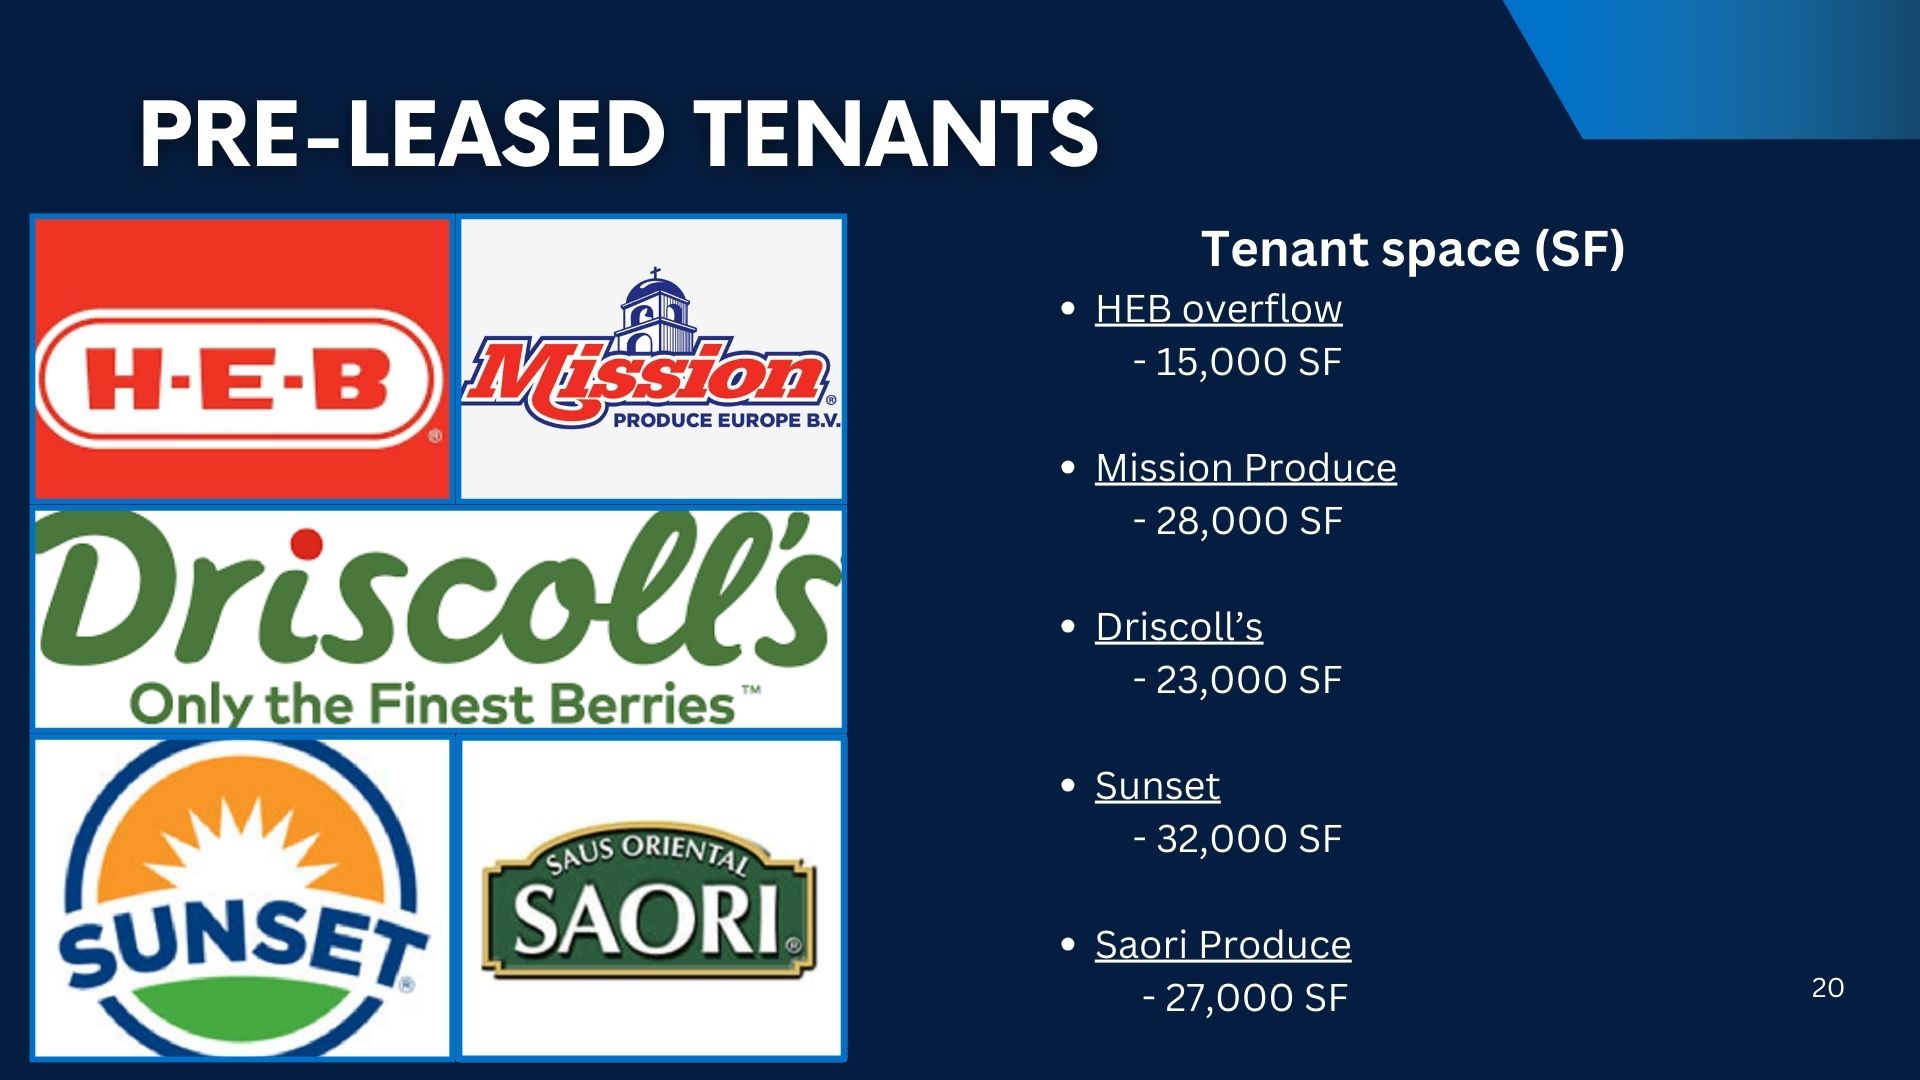 PRE-LEASED TENANTS
H-E-B
®
Mission
®
PRODUCE EUROPE B.V.
Driscoll's
Only the Finest Berries™
SUNSET
®
SAUS ORIENTAL
SAORI
®
Tenant space (SF)
• HEB overflow
- 15,000 SF
• Mission Produce
- 28,000 SF
• Driscoll’s
- 23,000 SF
• Sunset
- 32,000 SF
• Saori Produce
- 27,000 SF
20